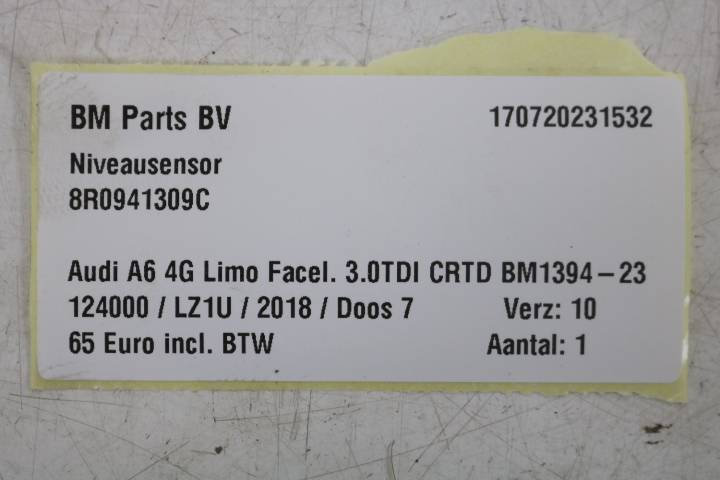 BM Parts BV 170720231532
Niveausensor
8R0941309C
Audi A6 4G Limo Facel. 3.0TDI CRTD BM1394-23
124000 / LZ1U / 2018 / Doos 7 Verz: 10
65 Euro incl. BTW Aantal: 1